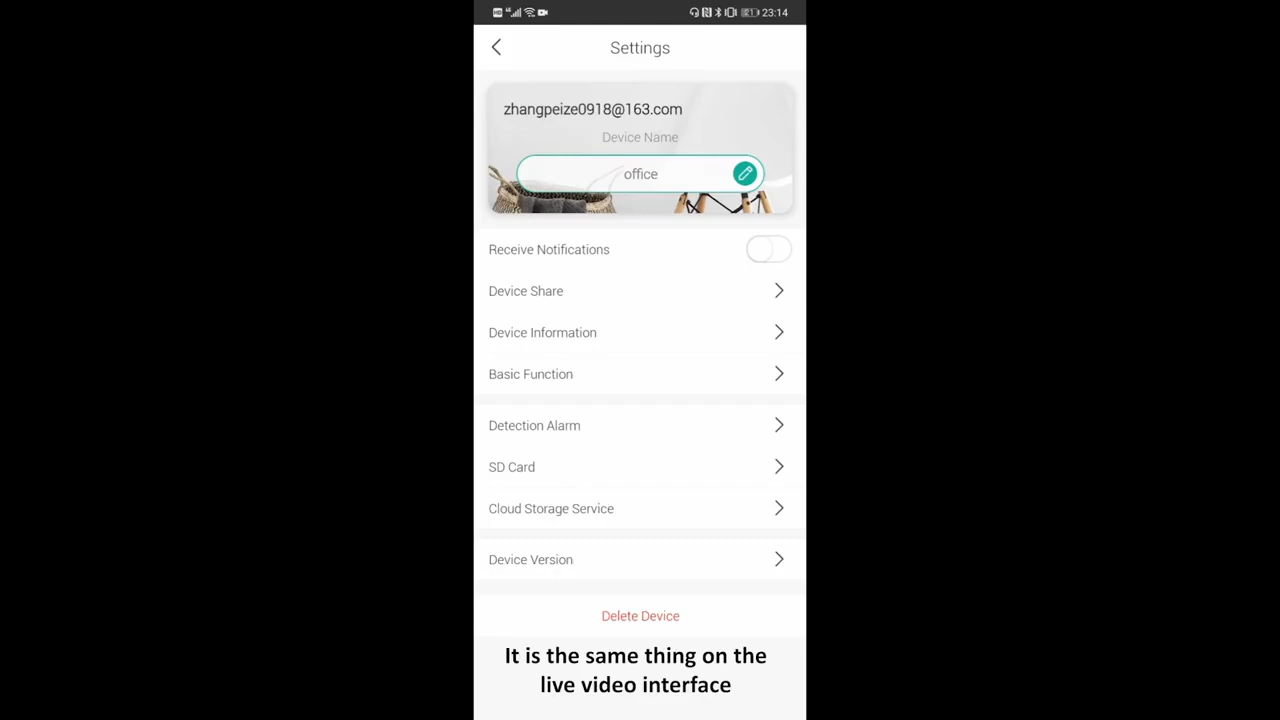 23:14
Settings
zhangpeize0918@163.com
Device Name
office
Receive Notifications
Device Share
Device Information
Basic Function
Detection Alarm
SD Card
Cloud Storage Service
Device Version
Delete Device
It is the same thing on the
live video interface